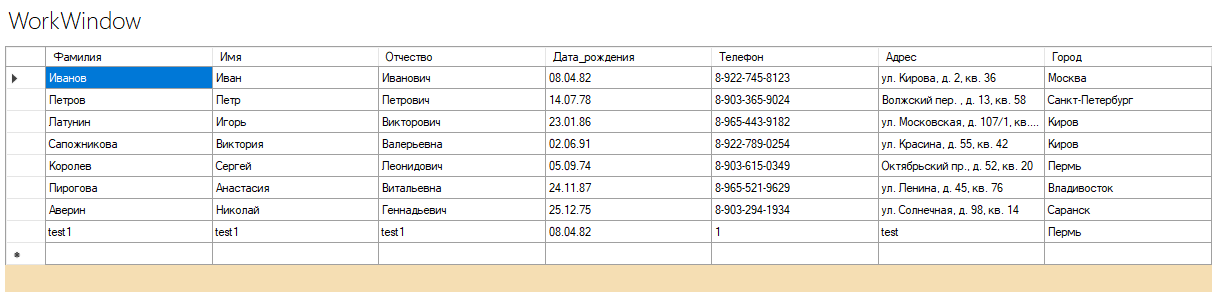 WorkWindow
Фамилия Имя Отчество Дата_рождения Телефон Адрес Город
Иванов Иван Иванович 08.04.82 8-922-745-8123 ул. Кирова, д. 2, кв. 36 Москва
Петров Петр Петрович 14.07.78 8-903-365-9024 Волжский пер. , д. 13, кв. 58 Санкт-Петербург
Латунин Игорь Викторович 23.01.86 8-965-443-9182 ул. Московская, д. 107/1, кв.... Киров
Сапожникова Виктория Валерьевна 02.06.91 8-922-789-0254 ул. Красина, д. 55, кв. 42 Киров
Королев Сергей Леонидович 05.09.74 8-903-615-0349 Октябрьский пр., д. 52, кв. 20 Пермь
Пирогова Анастасия Витальевна 24.11.87 8-965-521-9629 ул. Ленина, д. 45, кв. 76 Владивосток
Аверин Николай Геннадьевич 25.12.75 8-903-294-1934 ул. Солнечная, д. 98, кв. 14 Саранск
test1 test1 test1 08.04.82 1 test Пермь